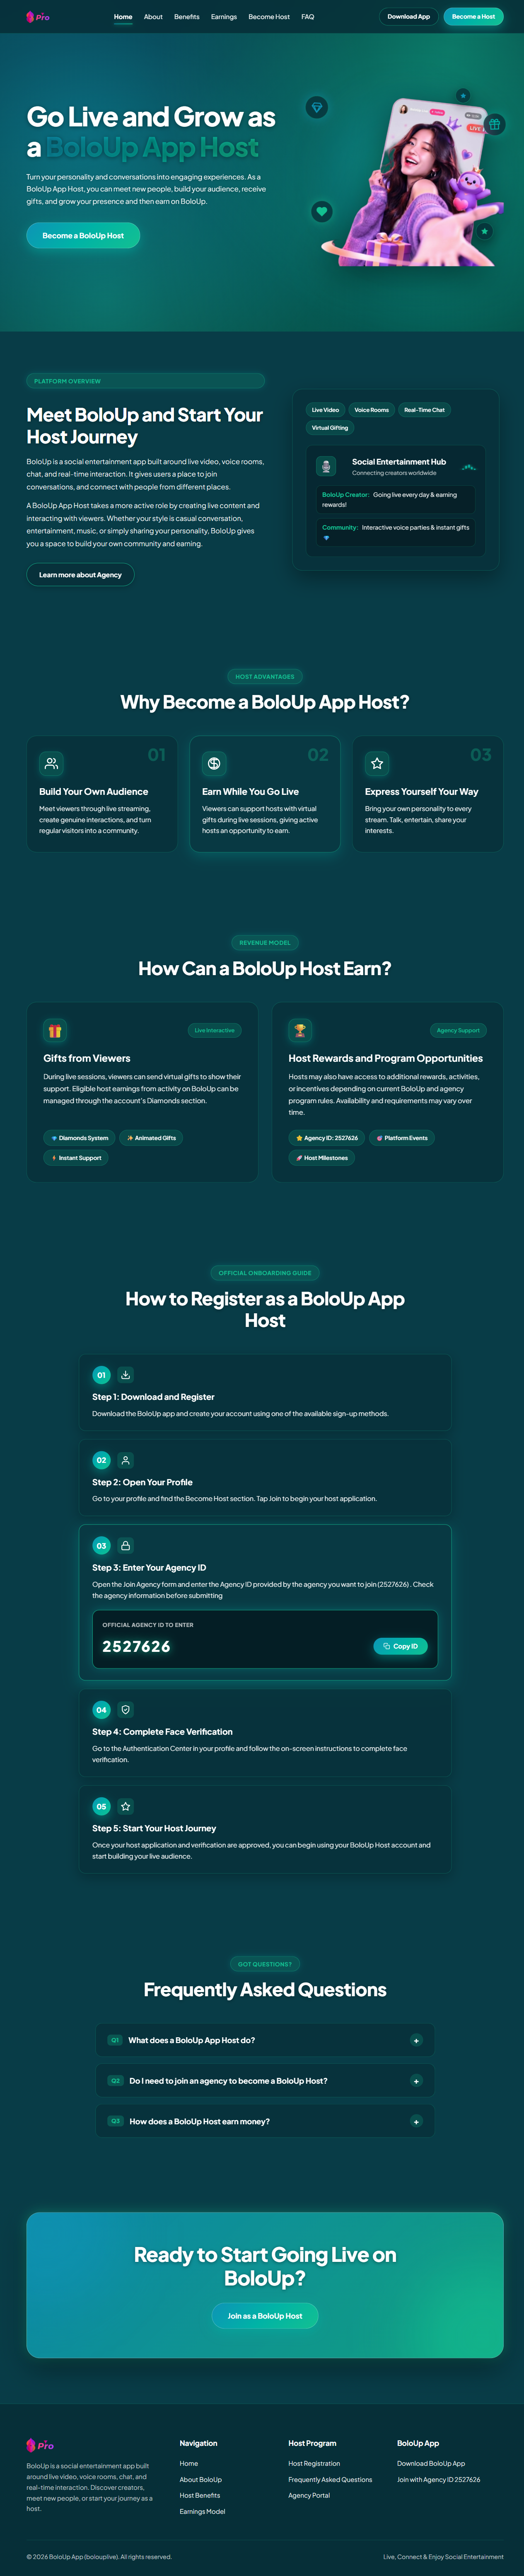 Pro
Home
About
Benefits
Earnings
Become Host
FAQ
Download App
Become a Host
Go Live and Grow as
a BoloUp App Host
Turn your personality and conversations into engaging experiences. As a
BoloUp App Host, you can meet new people, build your audience, receive
gifts, and grow your presence and then earn on BoloUp.
Become a BoloUp Host
LIVE
PLATFORM OVERVIEW
Meet BoloUp and Start Your
Host Journey
BoloUp is a social entertainment app built around live video, voice rooms,
chat, and real-time interaction. It gives users a place to join
conversations, and connect with people from different places.
A BoloUp App Host takes a more active role by creating live content and
interacting with viewers. Whether your style is casual conversation,
entertainment, music, or simply sharing your personality, BoloUp gives
you a space to build your own community and earning.
Learn more about Agency
Live Video
Voice Rooms
Real-Time Chat
Virtual Gifting
Social Entertainment Hub
Connecting creators worldwide
BoloUp Creator: Going live every day & earning
rewards!
Community: Interactive voice parties & instant gifts
💎
HOST ADVANTAGES
Why Become a BoloUp App Host?
01
Build Your Own Audience
Meet viewers through live streaming,
create genuine interactions, and turn
regular visitors into a community.
02
Earn While You Go Live
Viewers can support hosts with virtual
gifts during live sessions, giving active
hosts an opportunity to earn.
03
Express Yourself Your Way
Bring your own personality to every
stream. Talk, entertain, share your
interests.
REVENUE MODEL
How Can a BoloUp Host Earn?
Live Interactive
Gifts from Viewers
During live sessions, viewers can send virtual gifts to show their
support. Eligible host earnings from activity on BoloUp can be
managed through the account's Diamonds section.
💎 Diamonds System
✨ Animated Gifts
Instant Support
Agency Support
Host Rewards and Program Opportunities
Hosts may also have access to additional rewards, activities,
or incentives depending on current BoloUp and agency
program rules. Availability and requirements may vary over
time.
Agency ID: 2527626
Platform Events
🚀 Host Milestones
OFFICIAL ONBOARDING GUIDE
How to Register as a BoloUp App
Host
01
Step 1: Download and Register
Download the BoloUp app and create your account using one of the available sign-up methods.
02
Step 2: Open Your Profile
Go to your profile and find the Become Host section. Tap Join to begin your host application.
03
Step 3: Enter Your Agency ID
Open the Join Agency form and enter the Agency ID provided by the agency you want to join (2527626) . Check
the agency information before submitting
OFFICIAL AGENCY ID TO ENTER
2527626
Copy ID
04
Step 4: Complete Face Verification
Go to the Authentication Center in your profile and follow the on-screen instructions to complete face
verification.
05
Step 5: Start Your Host Journey
Once your host application and verification are approved, you can begin using your BoloUp Host account and
start building your live audience.
GOT QUESTIONS?
Frequently Asked Questions
Q1 What does a BoloUp App Host do? +
Q2 Do I need to join an agency to become a BoloUp Host? +
Q3 How does a BoloUp Host earn money? +
Ready to Start Going Live on
BoloUp?
Join as a BoloUp Host
Pro
BoloUp is a social entertainment app built
around live video, voice rooms, chat, and
real-time interaction. Discover creators,
meet new people, or start your journey as a
host.
Navigation
Home
About BoloUp
Host Benefits
Earnings Model
Host Program
Host Registration
Frequently Asked Questions
Agency Portal
BoloUp App
Download BoloUp App
Join with Agency ID 2527626
© 2026 BoloUp App (bolouplive). All rights reserved.
Live, Connect & Enjoy Social Entertainment